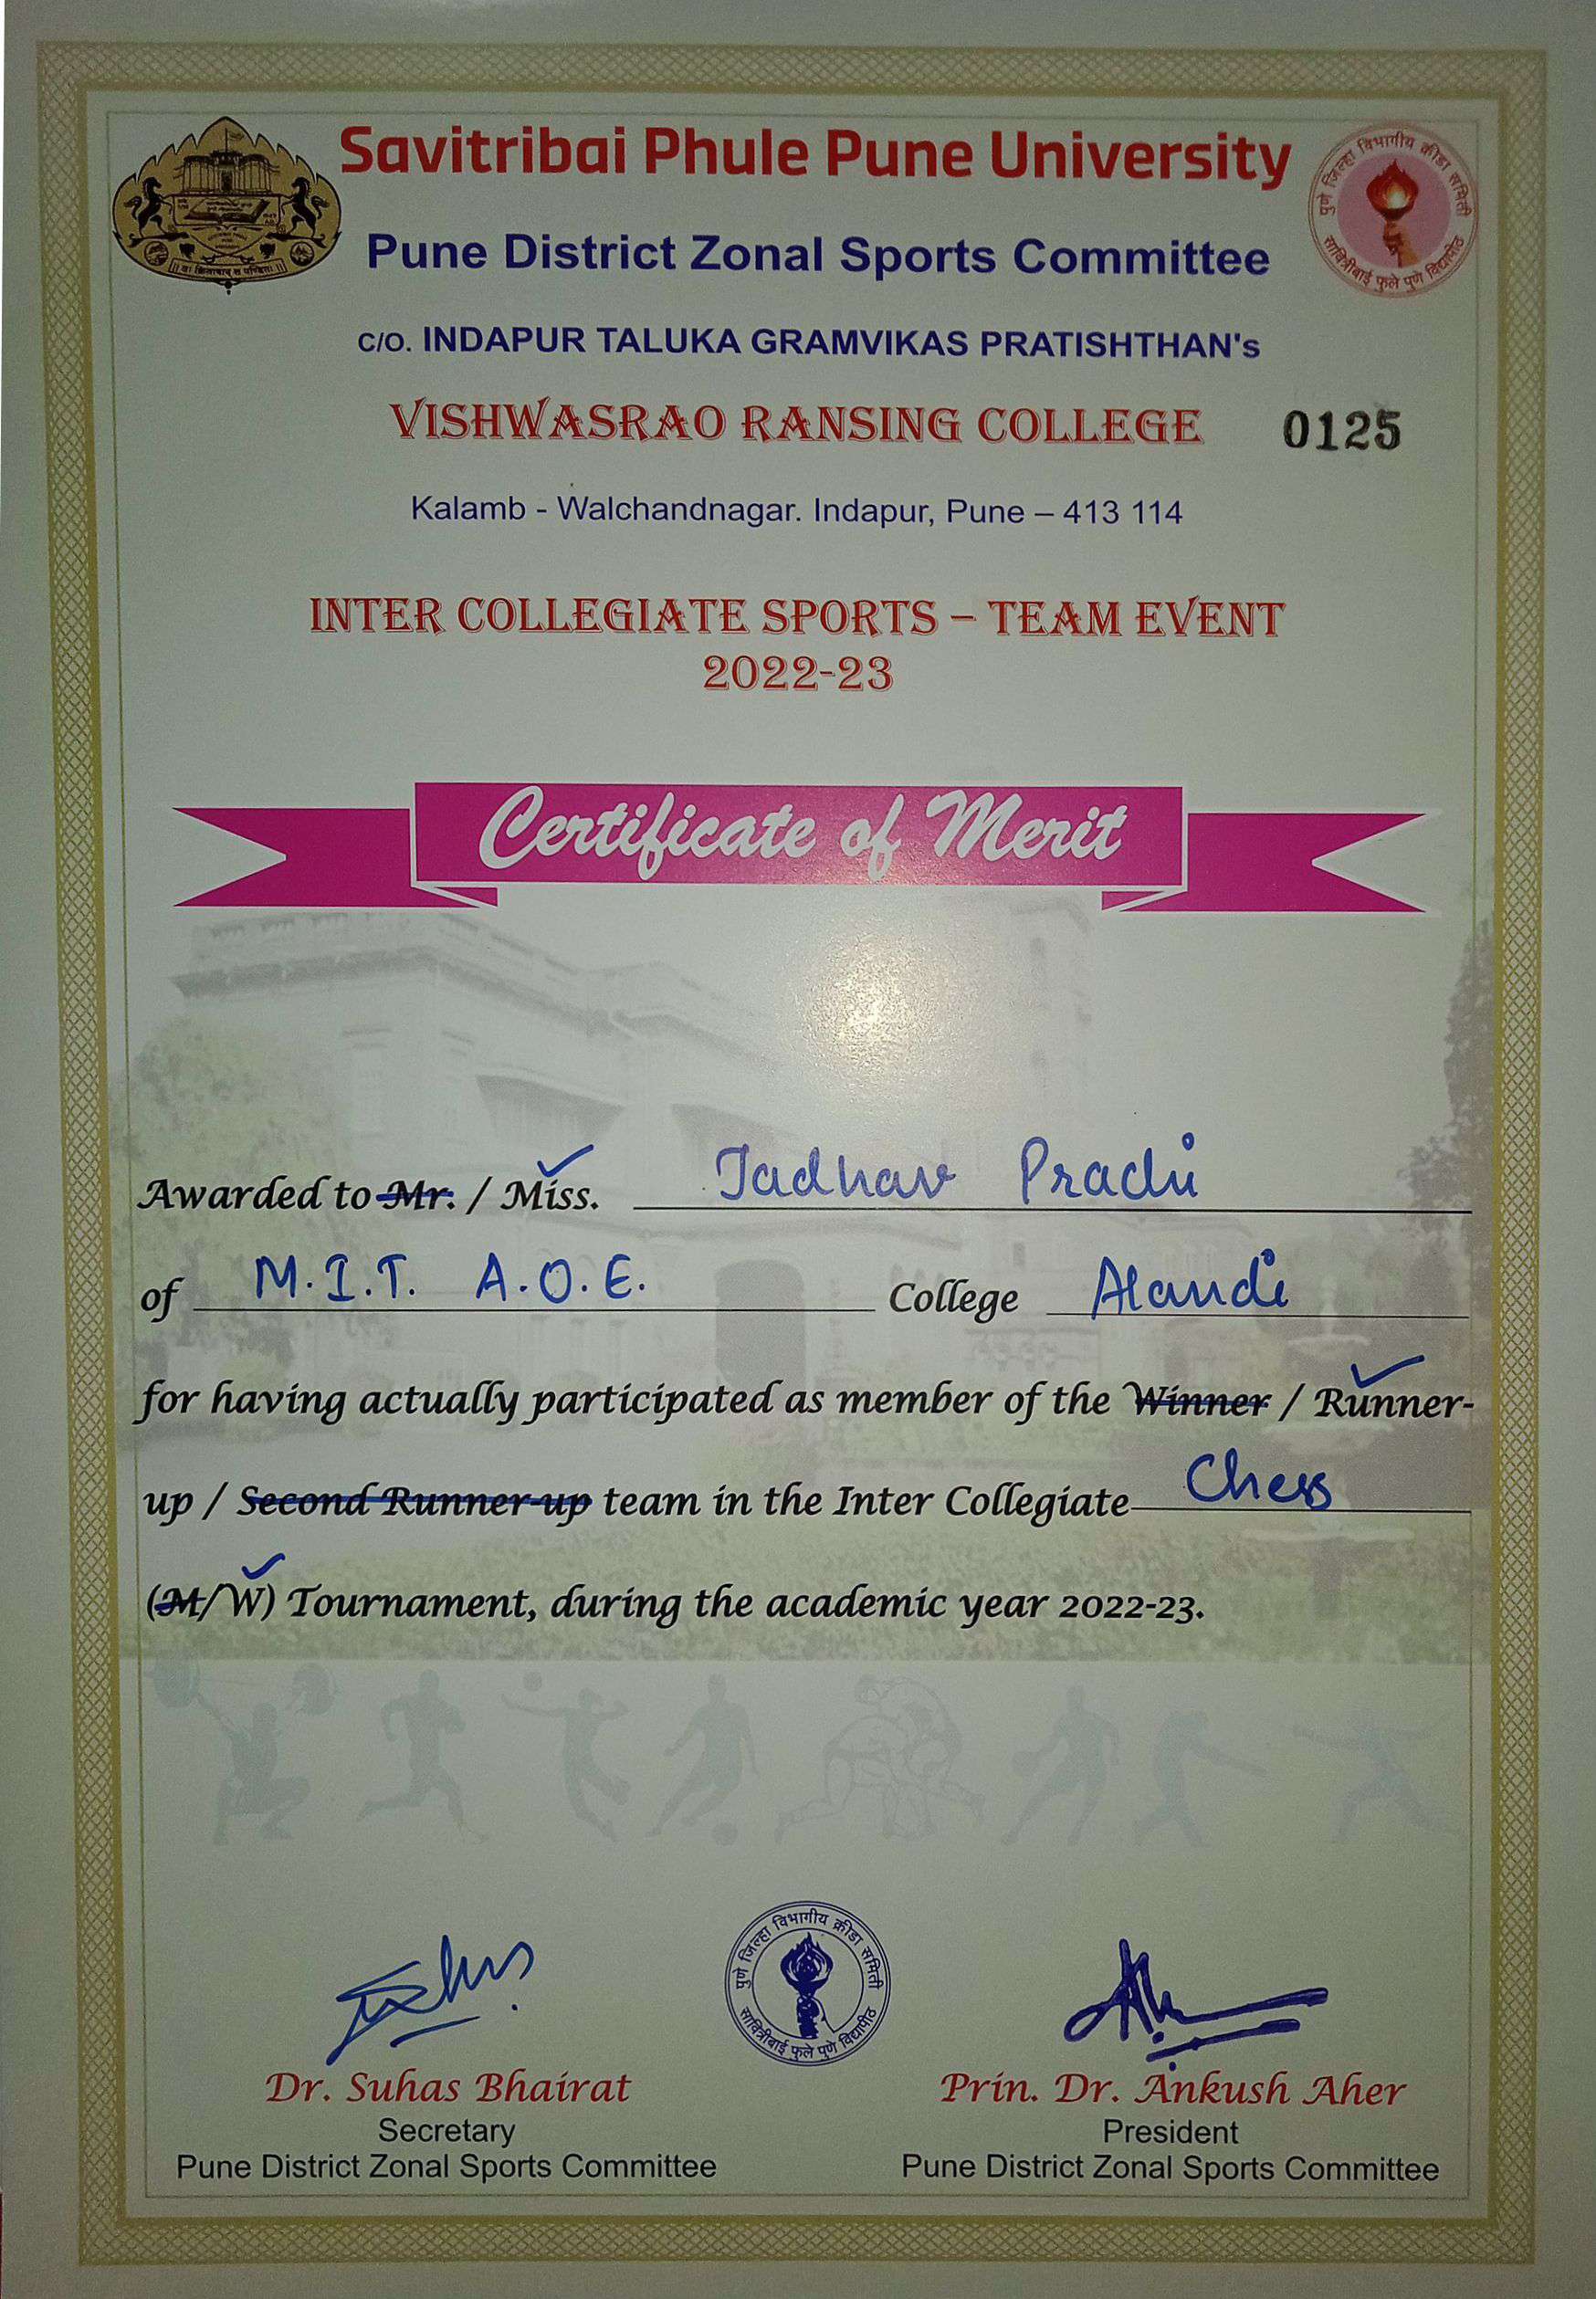 Savitribai Phule Pune University
पुणे जिल्हा विभागीय क्रीडा समिती
सावित्रीबाई फुले पुणे विद्यापीठ
Pune District Zonal Sports Committee
C/O. INDAPUR TALUKA GRAMVIKAS PRATISHTHAN's
VISHWASRAO RANSING COLLEGE 0125
Kalamb - Walchandnagar. Indapur, Pune – 413 114
INTER COLLEGIATE SPORTS – TEAM EVENT
2022-23
Certificate of Merit
Awarded to Mr. / Miss. Jadhav Prachi
of M.I.T. A.O.E. College Alandi
for having actually participated as member of the Winner / Runner-
up / Second Runner-up team in the Inter Collegiate Chess
(M/W) Tournament, during the academic year 2022-23.
पुणे जिल्हा विभागीय क्रीडा समिती
सावित्रीबाई फुले पुणे विद्यापीठ
Dr. Suhas Bhairat Prin. Dr. Ankush Aher
Secretary President
Pune District Zonal Sports Committee Pune District Zonal Sports Committee